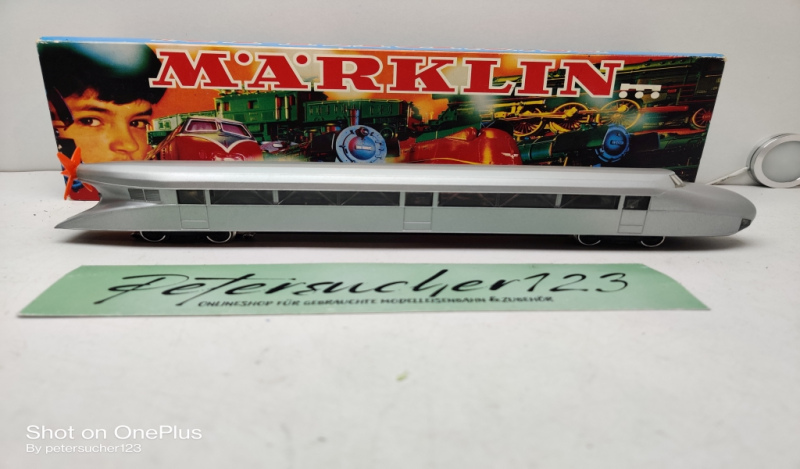 MÄRKLIN
Petersucher123
ONLINESHOP FÜR GEBRAUCHTE MODELLEISENBAHN & ZUBEHÖR
Shot on OnePlus
By petersucher123